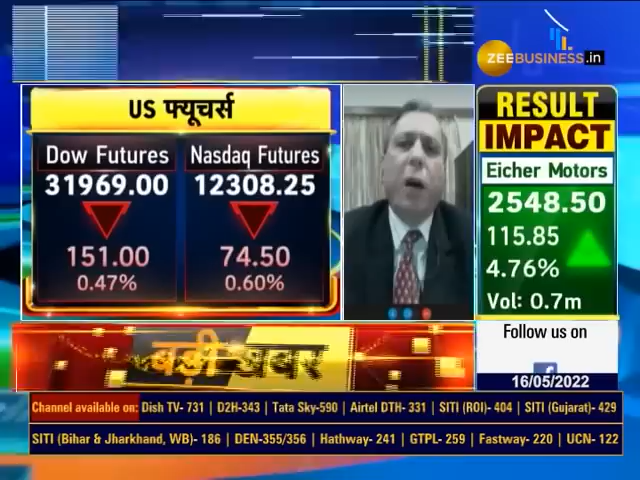 ZEEBUSINESS.in
US फ्यूचर्स
Dow Futures
31969.00
151.00
0.47%
Nasdaq Futures
12308.25
74.50
0.60%
RESULT
IMPACT
Eicher Motors
2548.50
115.85
4.76%
Vol: 0.7m
बड़ी खबर
Follow us on
16/05/2022
Channel available on: Dish TV- 731 | D2H-343 | Tata Sky-590 | Airtel DTH- 331 | SITI (ROI)- 404 | SITI (Gujarat)- 429
SITI (Bihar & Jharkhand, WB)- 186 | DEN-355/356 | Hathway- 241 | GTPL- 259 | Fastway- 220 | UCN- 122